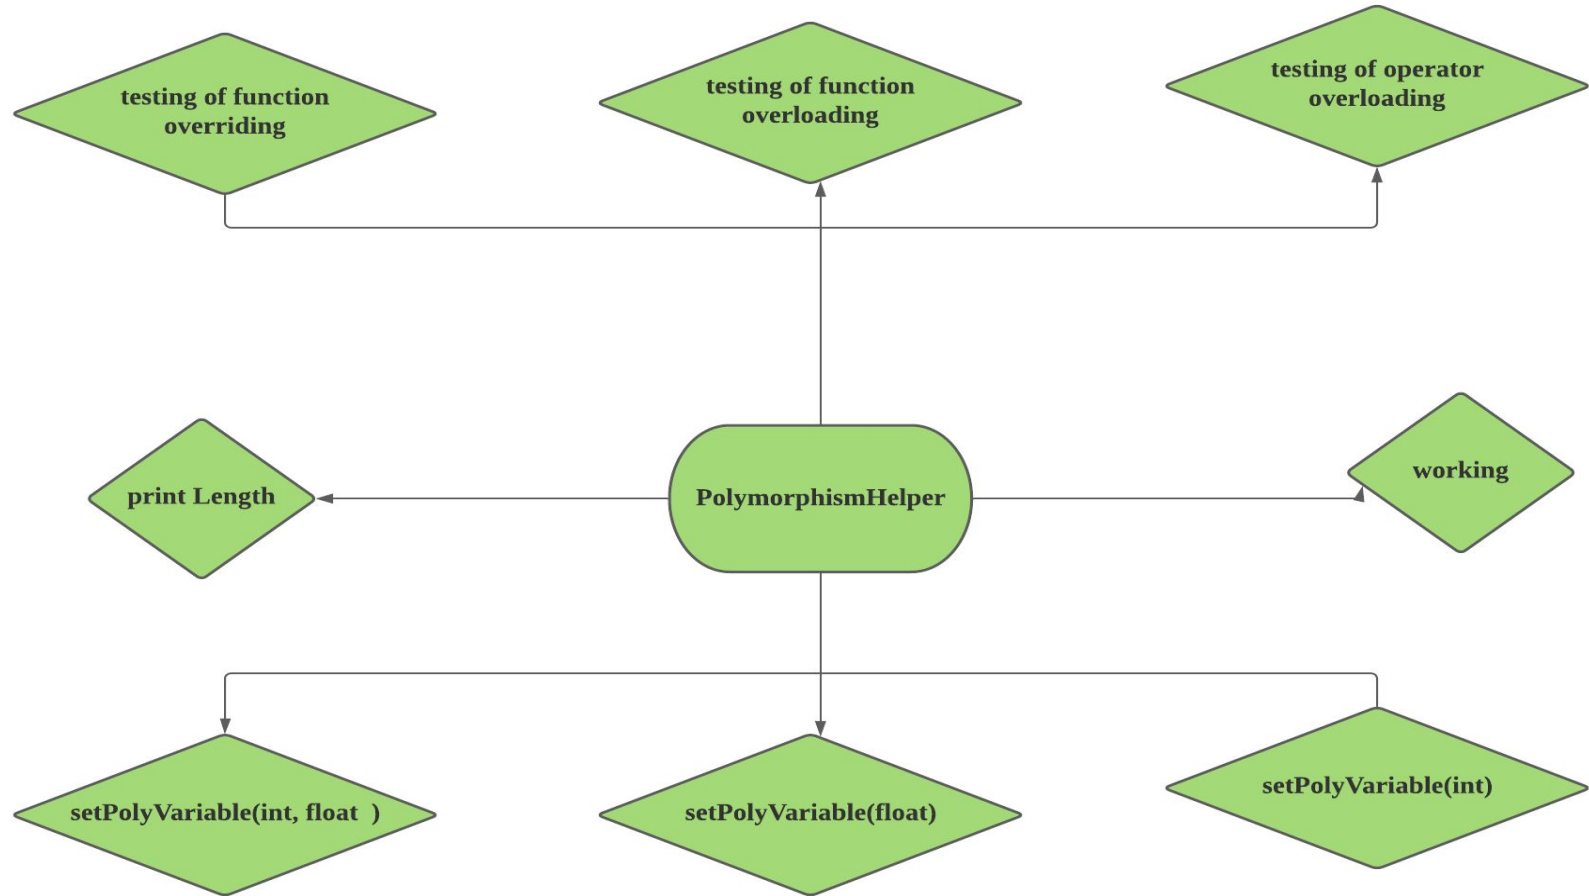 testing of function
overriding
testing of function
overloading
testing of operator
overloading
print Length
PolymorphismHelper
working
setPolyVariable(int, float  )
setPolyVariable(float)
setPolyVariable(int)